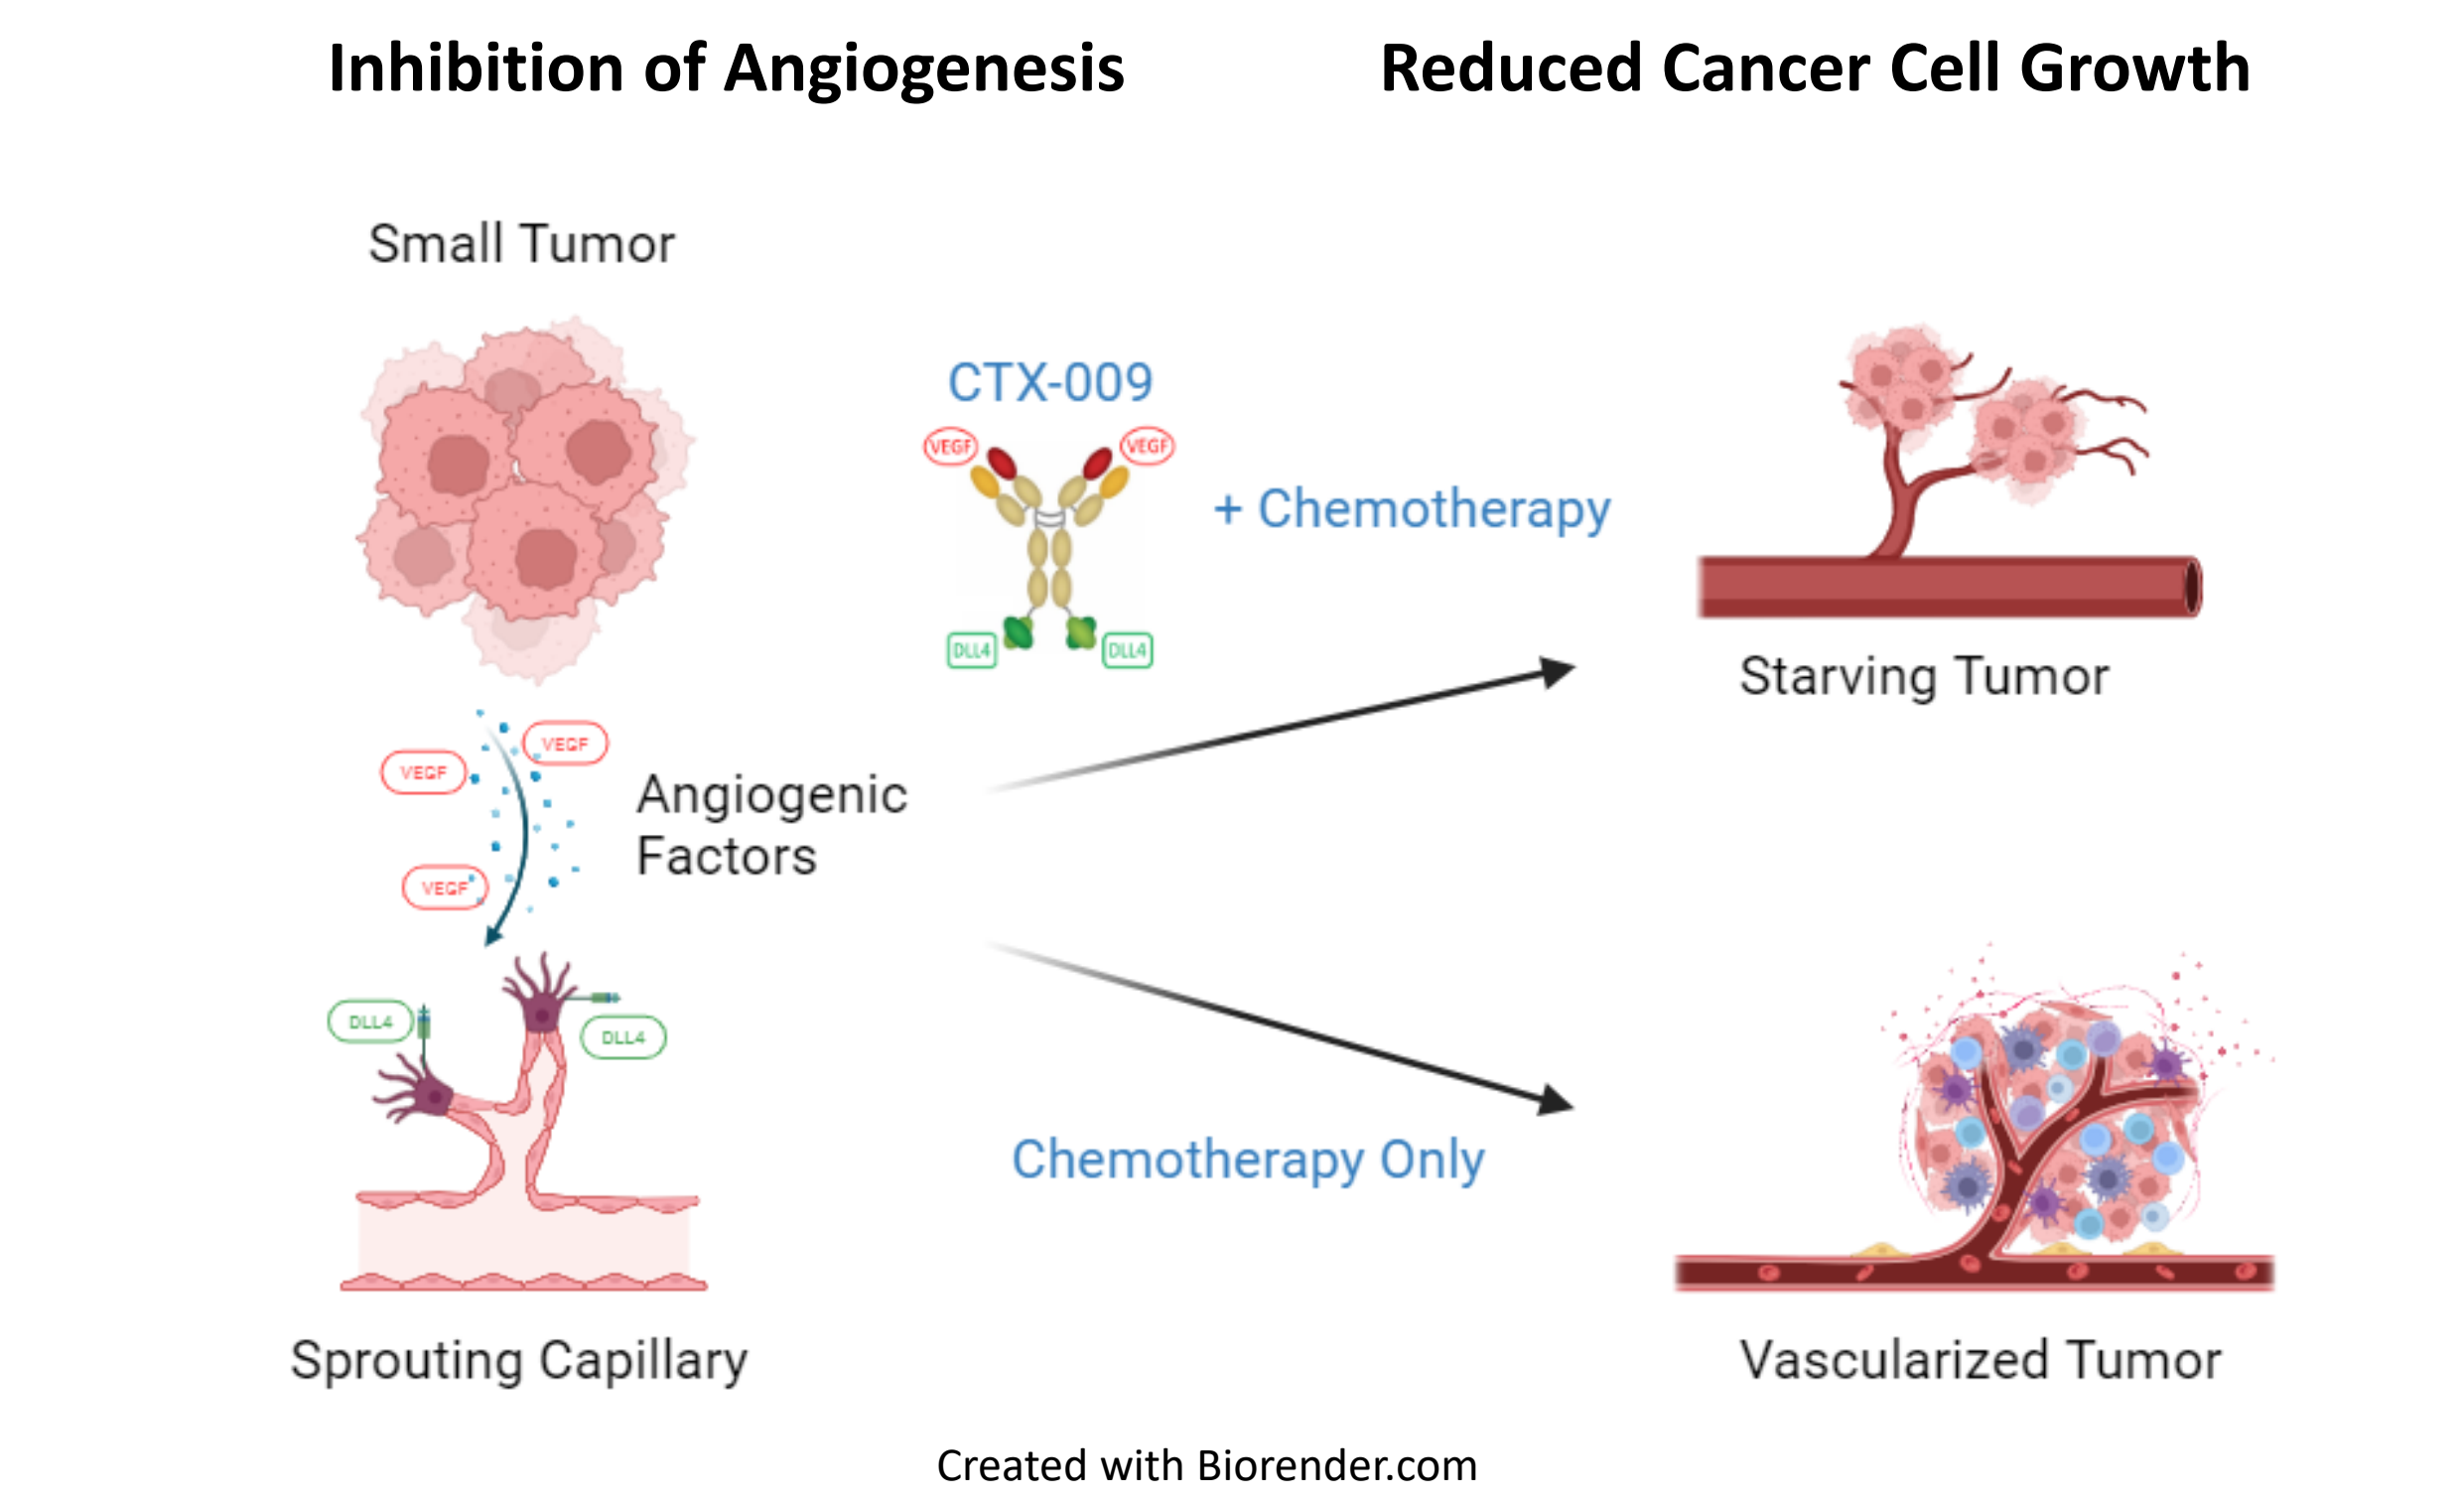 Inhibition of Angiogenesis
Reduced Cancer Cell Growth
Small Tumor
CTX-009
VEGF
VEGF
+ Chemotherapy
DLL4
DLL4
Starving Tumor
VEGF
VEGF
VEGF
Angiogenic
Factors
DLL4
DLL4
Chemotherapy Only
Sprouting Capillary
Vascularized Tumor
Created with Biorender.com